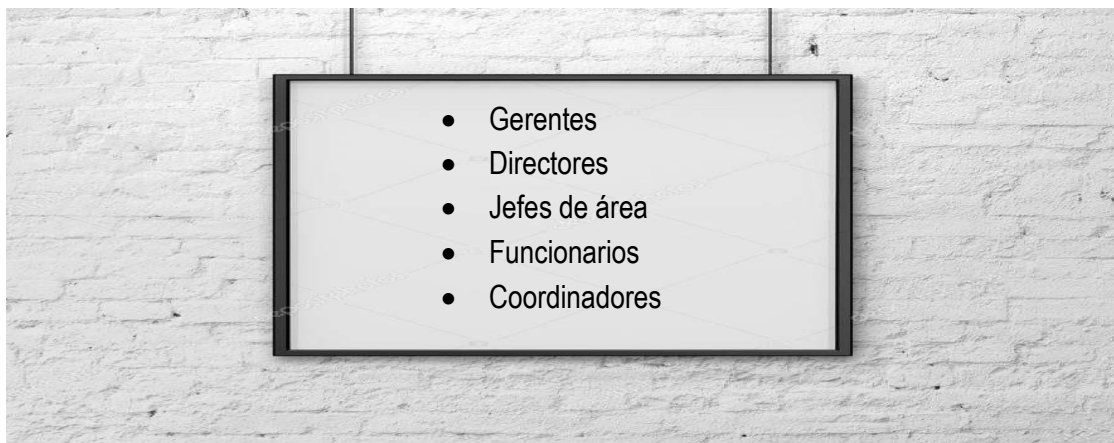 • Gerentes
• Directores
• Jefes de área
• Funcionarios
• Coordinadores